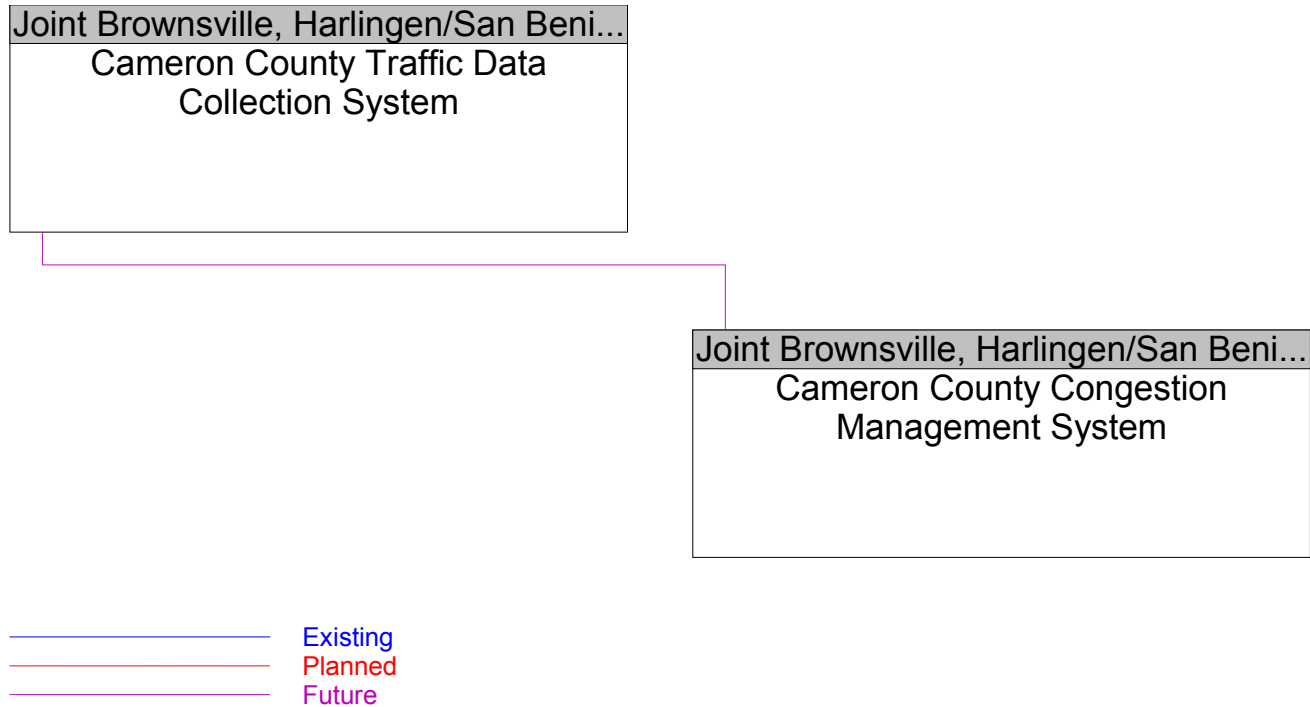 Joint Brownsville, Harlingen/San Beni...
Cameron County Traffic Data
Collection System
Joint Brownsville, Harlingen/San Beni...
Cameron County Congestion
Management System
Existing
Planned
Future